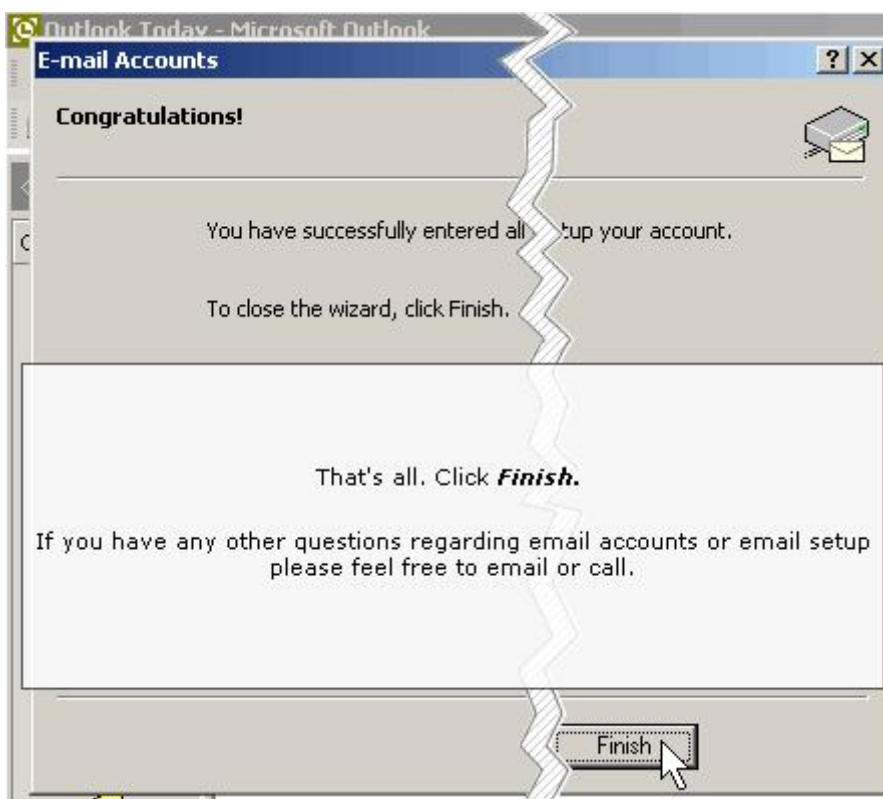 Outlook Today - Microsoft Outlook
E-mail Accounts
Congratulations!
You have successfully entered all tup your account.
To close the wizard, click Finish.
That's all. Click Finish.
If you have any other questions regarding email accounts or email setup
please feel free to email or call.
Finish